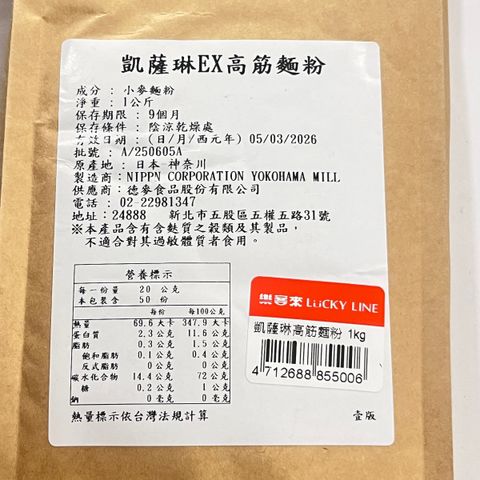 凱薩琳EX高筋麵粉
成分 : 小麥麵粉
淨重 : 1公斤
保存期限 : 9個月
保存條件 : 陰涼乾燥處
有效日期 : (日/月/西元年) 05/03/2026
批號 : A/250605A
原產地 : 日本-神奈川
製造商:NIPPN CORPORATION YOKOHAMA MILL
供應商:德麥食品股份有限公司
電話 : 02-22981347
地址:24888 新北市五股區五權五路31號
※本產品含有含麩質之穀類及其製品,
不適合對其過敏體質者食用。
營養標示
每一份量 20 公克
本包裝含 50 份
每份 每100公克
熱量 69.6 大卡 347.9 大卡
蛋白質 2.3 公克 11.6 公克
脂肪 0.3 公克 1.5 公克
飽和脂肪 0.1 公克 0.4 公克
反式脂肪 0 公克 0 公克
碳水化合物 14.4 公克 72 公克
糖 0.2 公克 1 公克
鈉 0 毫克 0 毫克
熱量標示依台灣法規計算 壹版
樂客來 LUCKY LINE
凱薩琳高筋麵粉 1kg
4 712688 855006